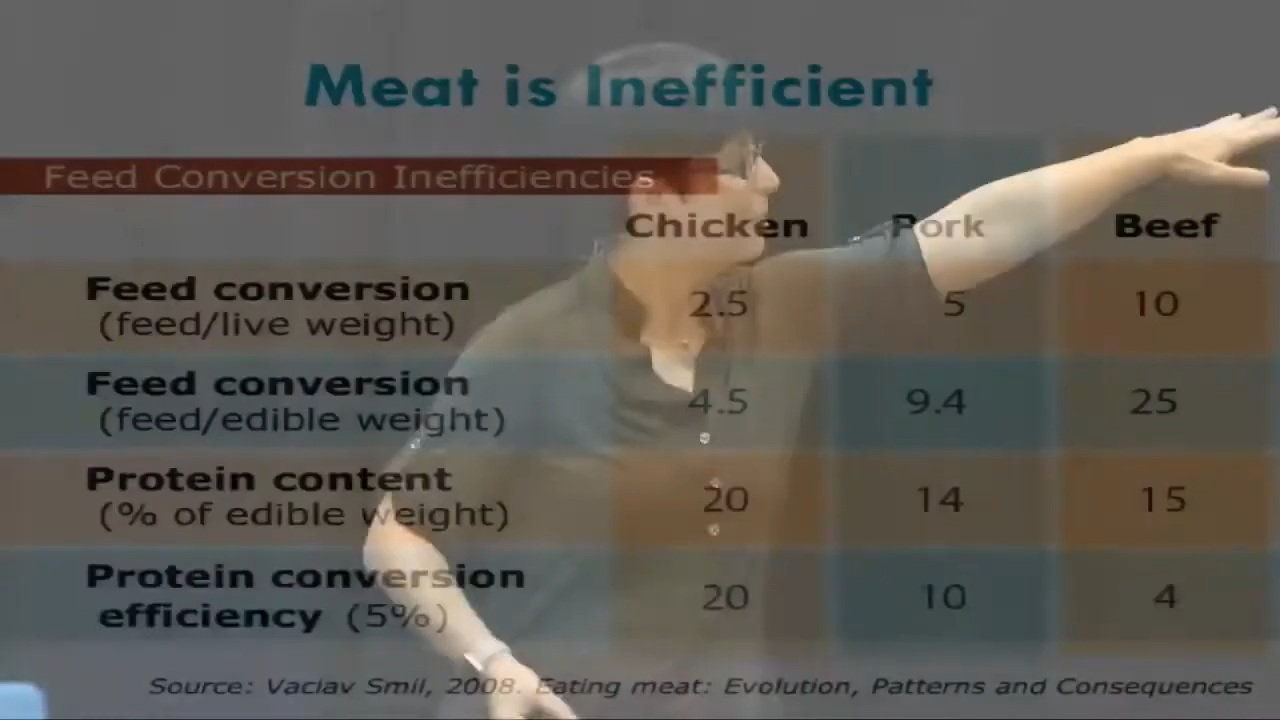 Meat is Inefficient
Feed Conversion Inefficiencies
Chicken Pork Beef
Feed conversion
(feed/live weight) 2.5 5 10
Feed conversion
(feed/edible weight) 4.5 9.4 25
Protein content
(% of edible weight) 20 14 15
Protein conversion
efficiency (5%) 20 10 4
Source: Vaclav Smil, 2008. Eating meat: Evolution, Patterns and Consequences